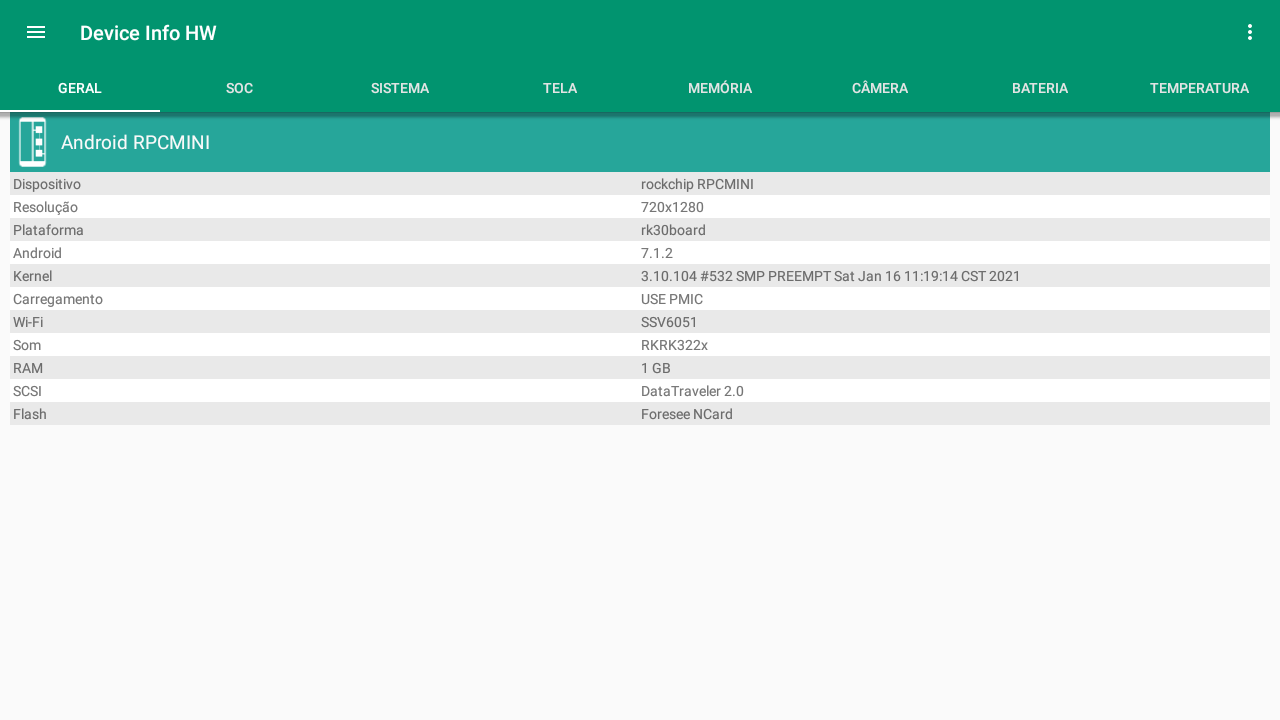 Device Info HW
GERAL SOC SISTEMA TELA MEMÓRIA CÂMERA BATERIA TEMPERATURA
Android RPCMINI
Dispositivo rockchip RPCMINI
Resolução 720x1280
Plataforma rk30board
Android 7.1.2
Kernel 3.10.104 #532 SMP PREEMPT Sat Jan 16 11:19:14 CST 2021
Carregamento USE PMIC
Wi-Fi SSV6051
Som RKRK322x
RAM 1 GB
SCSI DataTraveler 2.0
Flash Foresee NCard